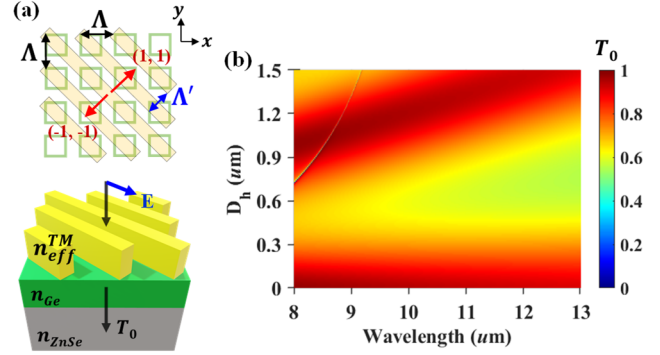 (a)
Λ
y
x
Λ
(1, 1)
Λ′
(-1, -1)
E
n_eff^TM
n_Ge
n_ZnSe
T_0
(b)
T_0
1.5
1.2
0.9
0.6
0.3
0
D_h (um)
8 9 10 11 12 13
Wavelength (um)
1
0.8
0.6
0.4
0.2
0